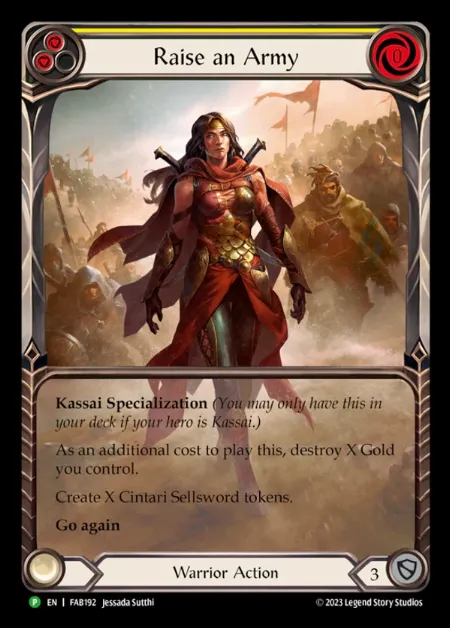 Raise an Army
0
Kassai Specialization (You may only have this in
your deck if your hero is Kassai.)
As an additional cost to play this, destroy X Gold
you control.
Create X Cintari Sellsword tokens.
Go again
Warrior Action
3
P EN | FAB192 Jessada Sutthi
© 2023 Legend Story Studios